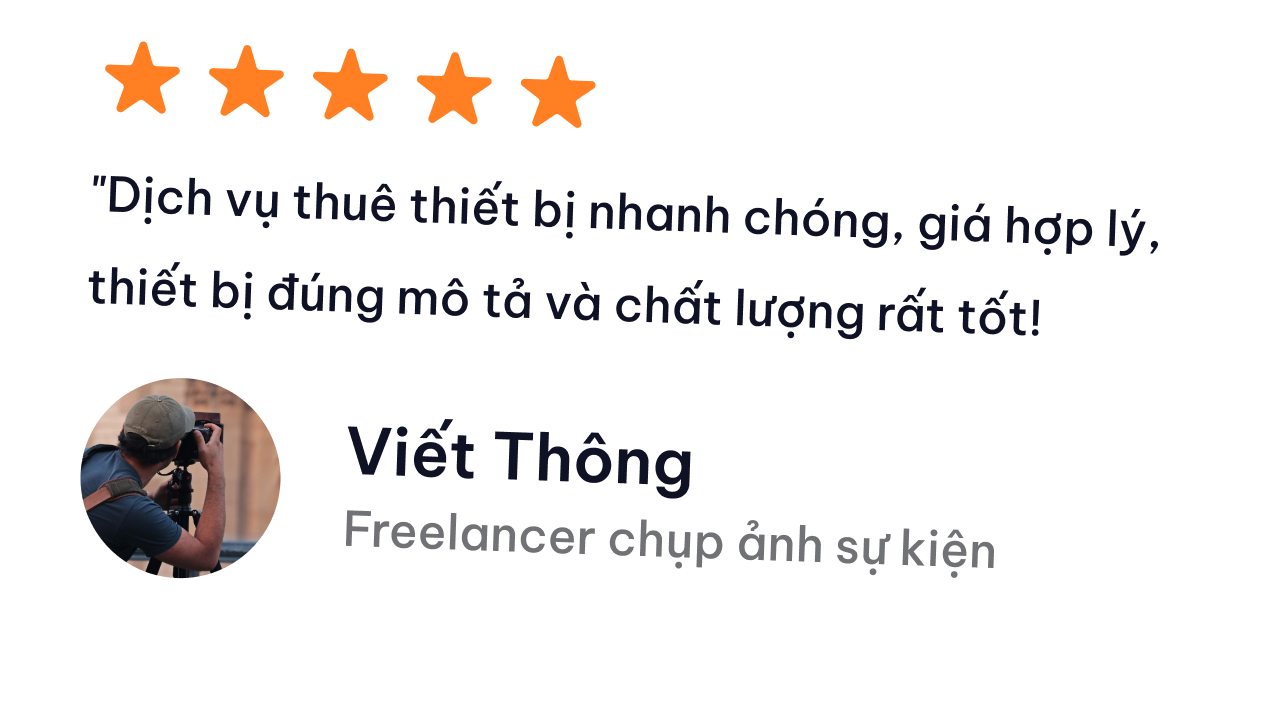 "Dịch vụ thuê thiết bị nhanh chóng, giá hợp lý,
thiết bị đúng mô tả và chất lượng rất tốt!
Viết Thông
Freelancer chụp ảnh sự kiện